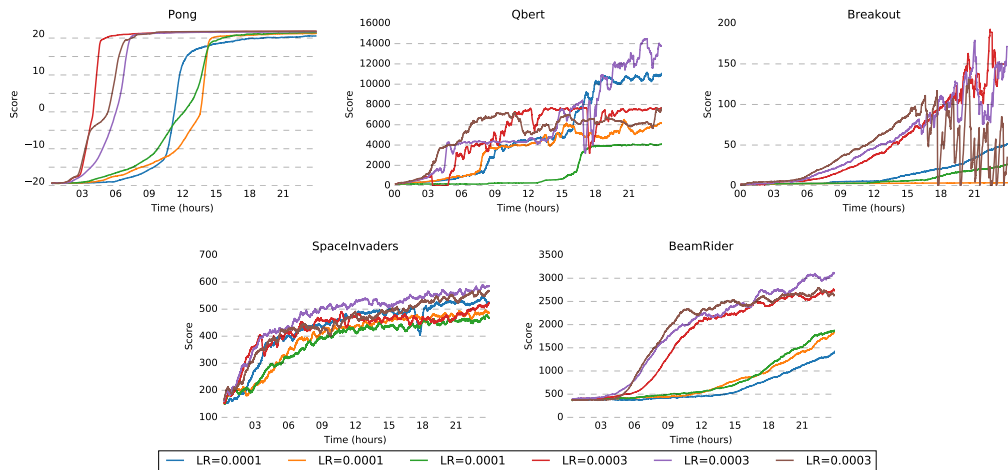 Pong
Score
20
10
0
−10
−20
03 06 09 12 15 18 21
Time (hours)
Qbert
Score
16000
14000
12000
10000
8000
6000
4000
2000
0
00 03 06 09 12 15 18 21
Time (hours)
Breakout
Score
200
150
100
50
0
00 03 06 09 12 15 18 21
Time (hours)
SpaceInvaders
Score
700
600
500
400
300
200
100
03 06 09 12 15 18 21
Time (hours)
BeamRider
Score
3500
3000
2500
2000
1500
1000
500
0
03 06 09 12 15 18 21
Time (hours)
LR=0.0001 LR=0.0001 LR=0.0001 LR=0.0003 LR=0.0003 LR=0.0003